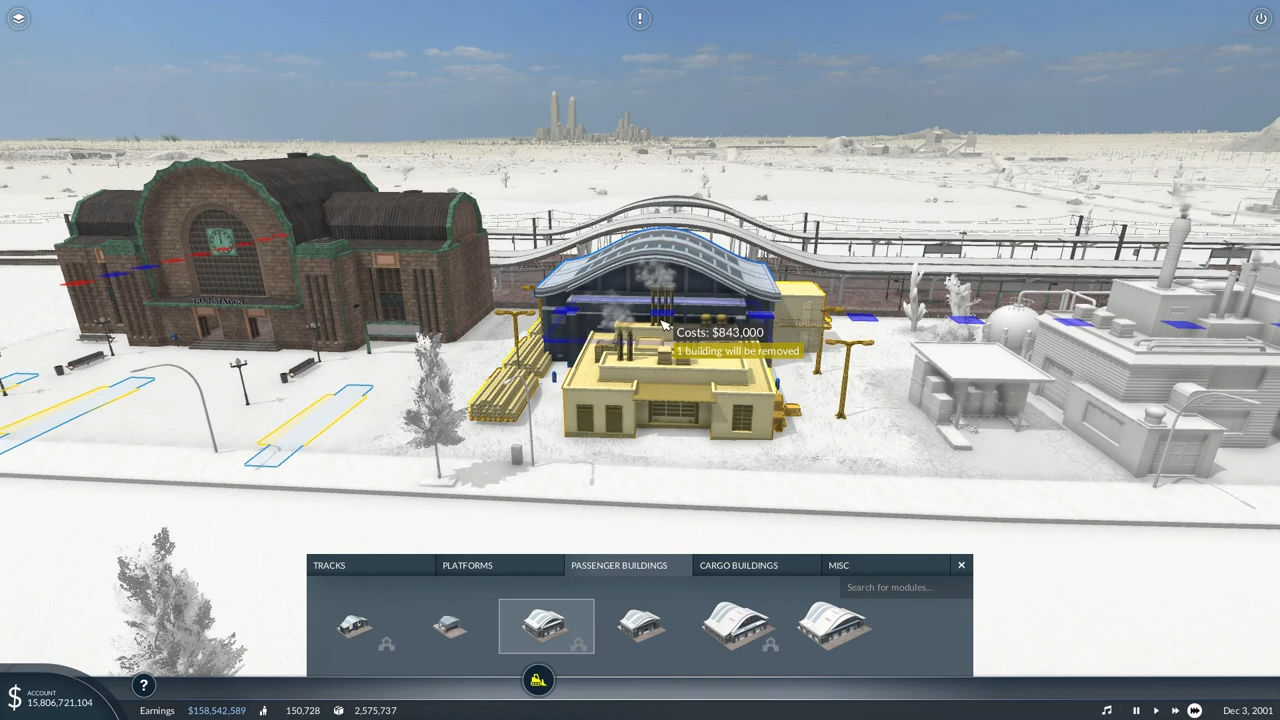 !
TRAINSTATION
Costs: $843,000
1 building will be removed
TRACKS
PLATFORMS
PASSENGER BUILDINGS
CARGO BUILDINGS
MISC
Search for modules...
?
$
ACCOUNT
15,806,721,104
Earnings $158,542,589 150,728 2,575,737
Dec 3, 2001